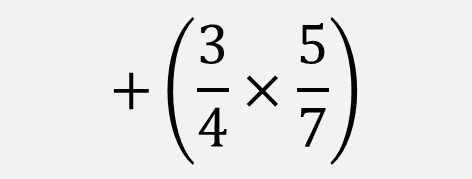 + (3/4 × 5/7)